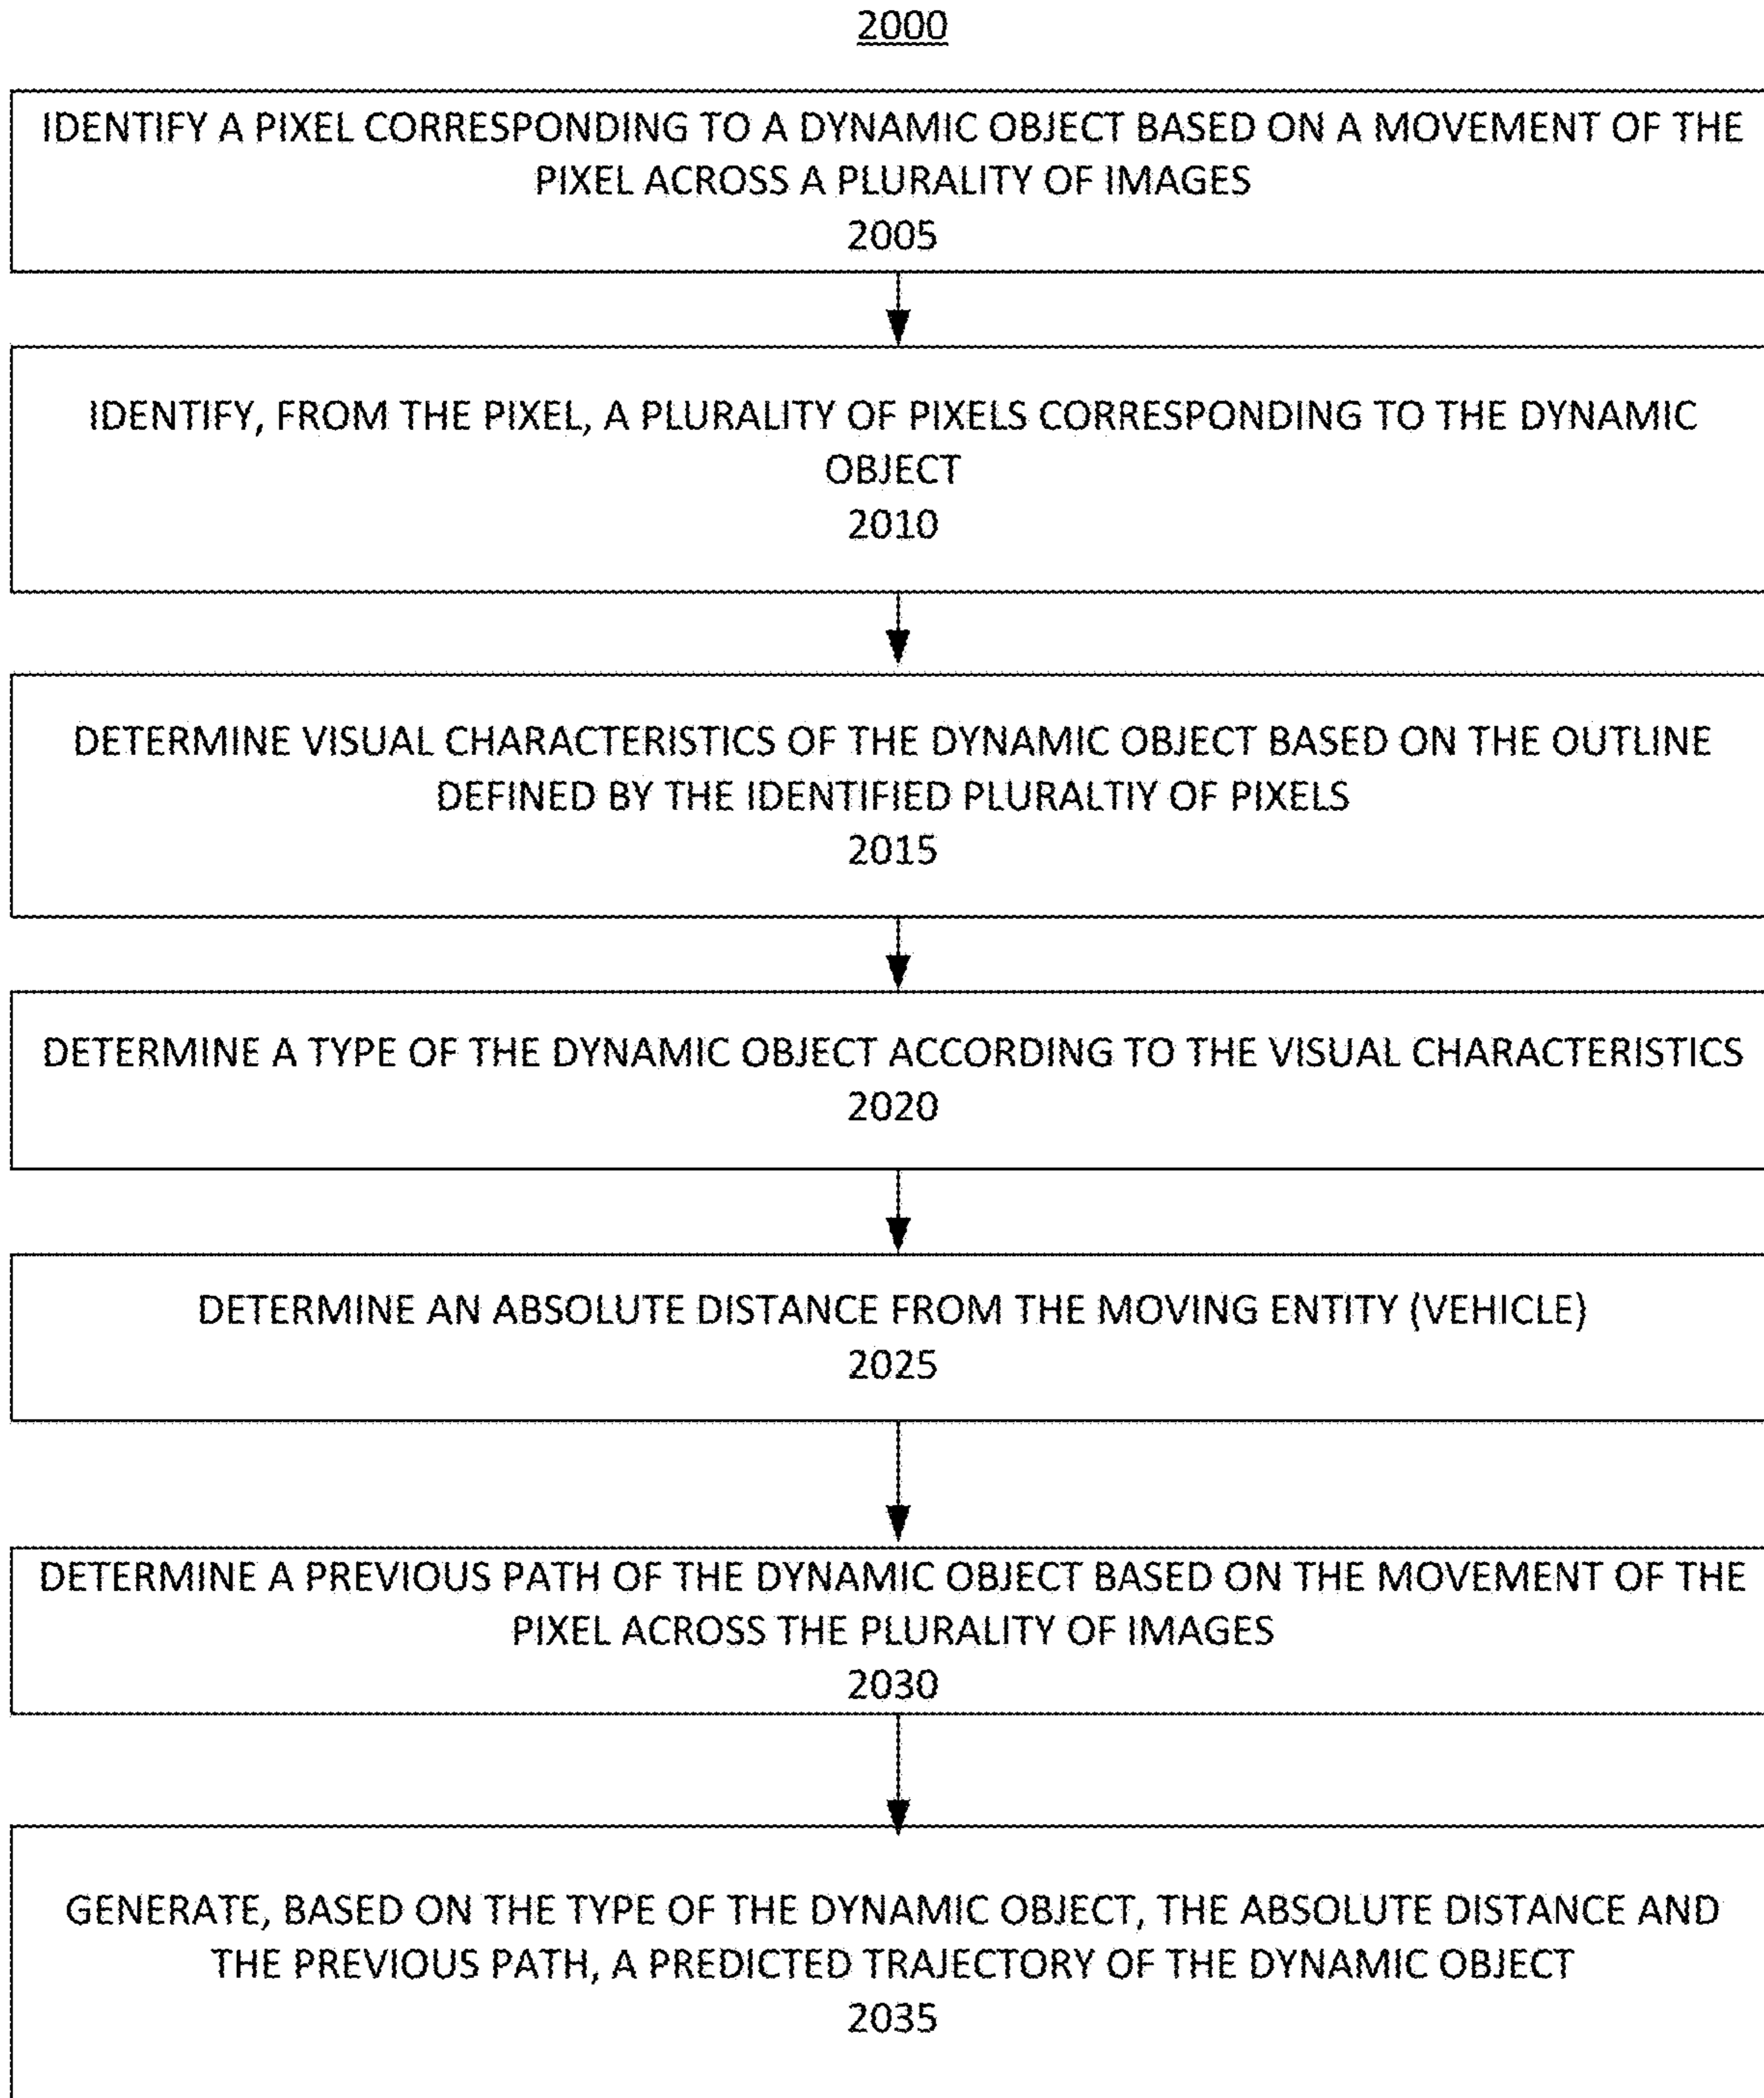 2000
IDENTIFY A PIXEL CORRESPONDING TO A DYNAMIC OBJECT BASED ON A MOVEMENT OF THE
PIXEL ACROSS A PLURALITY OF IMAGES
2005
IDENTIFY, FROM THE PIXEL, A PLURALITY OF PIXELS CORRESPONDING TO THE DYNAMIC
OBJECT
2010
DETERMINE VISUAL CHARACTERISTICS OF THE DYNAMIC OBJECT BASED ON THE OUTLINE
DEFINED BY THE IDENTIFIED PLURALTIY OF PIXELS
2015
DETERMINE A TYPE OF THE DYNAMIC OBJECT ACCORDING TO THE VISUAL CHARACTERISTICS
2020
DETERMINE AN ABSOLUTE DISTANCE FROM THE MOVING ENTITY (VEHICLE)
2025
DETERMINE A PREVIOUS PATH OF THE DYNAMIC OBJECT BASED ON THE MOVEMENT OF THE
PIXEL ACROSS THE PLURALITY OF IMAGES
2030
GENERATE, BASED ON THE TYPE OF THE DYNAMIC OBJECT, THE ABSOLUTE DISTANCE AND
THE PREVIOUS PATH, A PREDICTED TRAJECTORY OF THE DYNAMIC OBJECT
2035